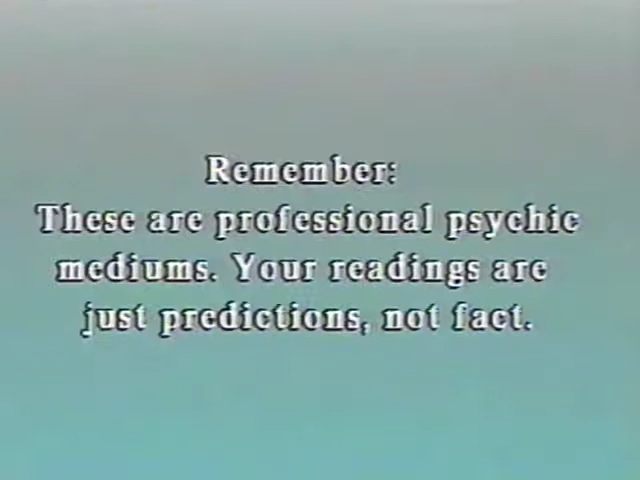 Remember:
These are professional psychic
mediums. Your readings are
just predictions, not fact.